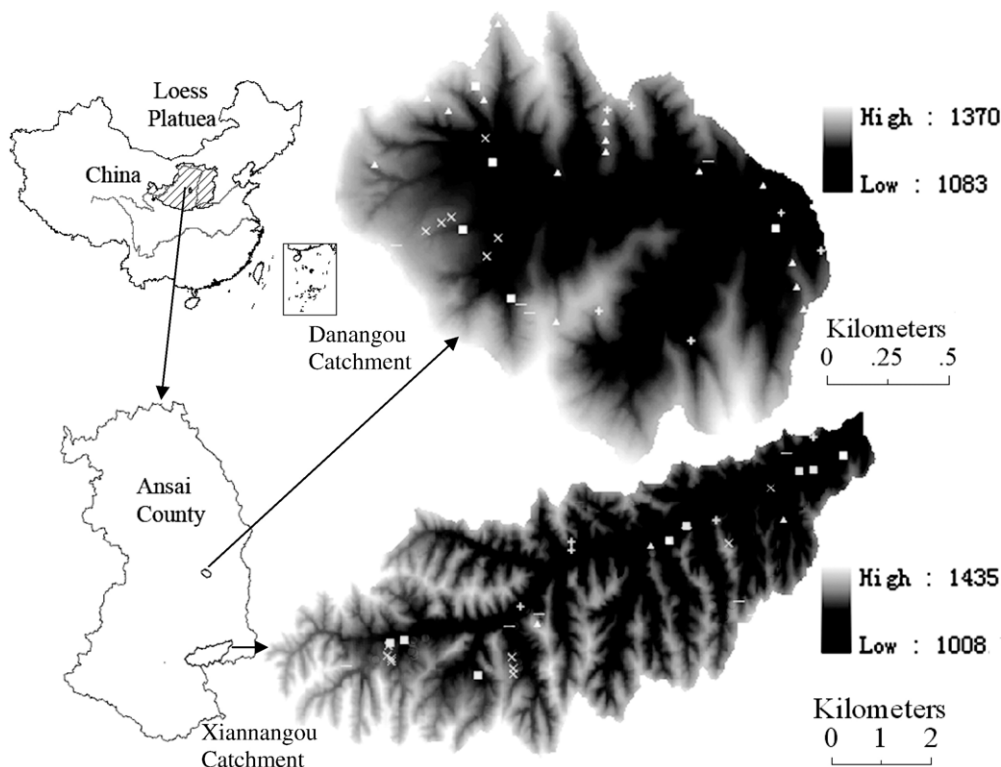 Loess
Platuea
China
High : 1370
Low : 1083
Danangou
Catchment
Kilometers
0 .25 .5
Ansai
County
High : 1435
Low : 1008
Xiannangou
Catchment
Kilometers
0 1 2